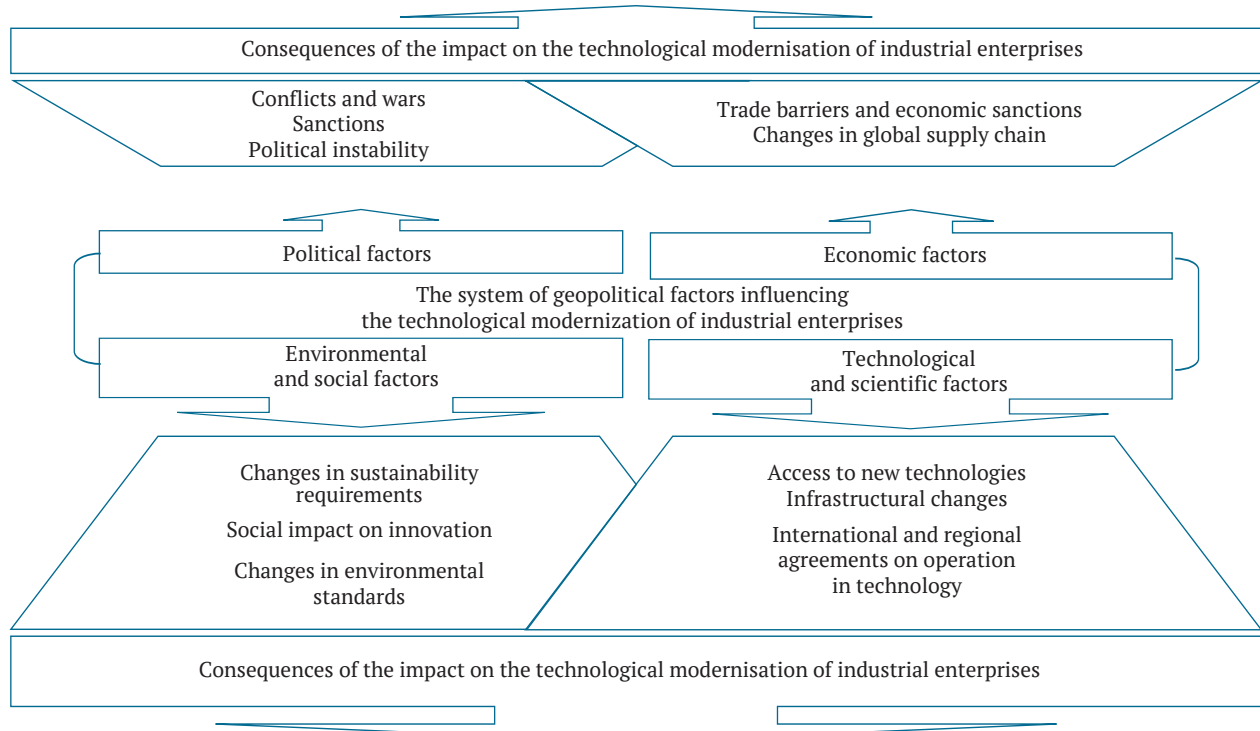 Consequences of the impact on the technological modernisation of industrial enterprises
Conflicts and wars
Sanctions
Political instability
Trade barriers and economic sanctions
Changes in global supply chain
Political factors
Economic factors
The system of geopolitical factors influencing
the technological modernization of industrial enterprises
Environmental
and social factors
Technological
and scientific factors
Changes in sustainability
requirements
Social impact on innovation
Changes in environmental
standards
Access to new technologies
Infrastructural changes
International and regional
agreements on operation
in technology
Consequences of the impact on the technological modernisation of industrial enterprises